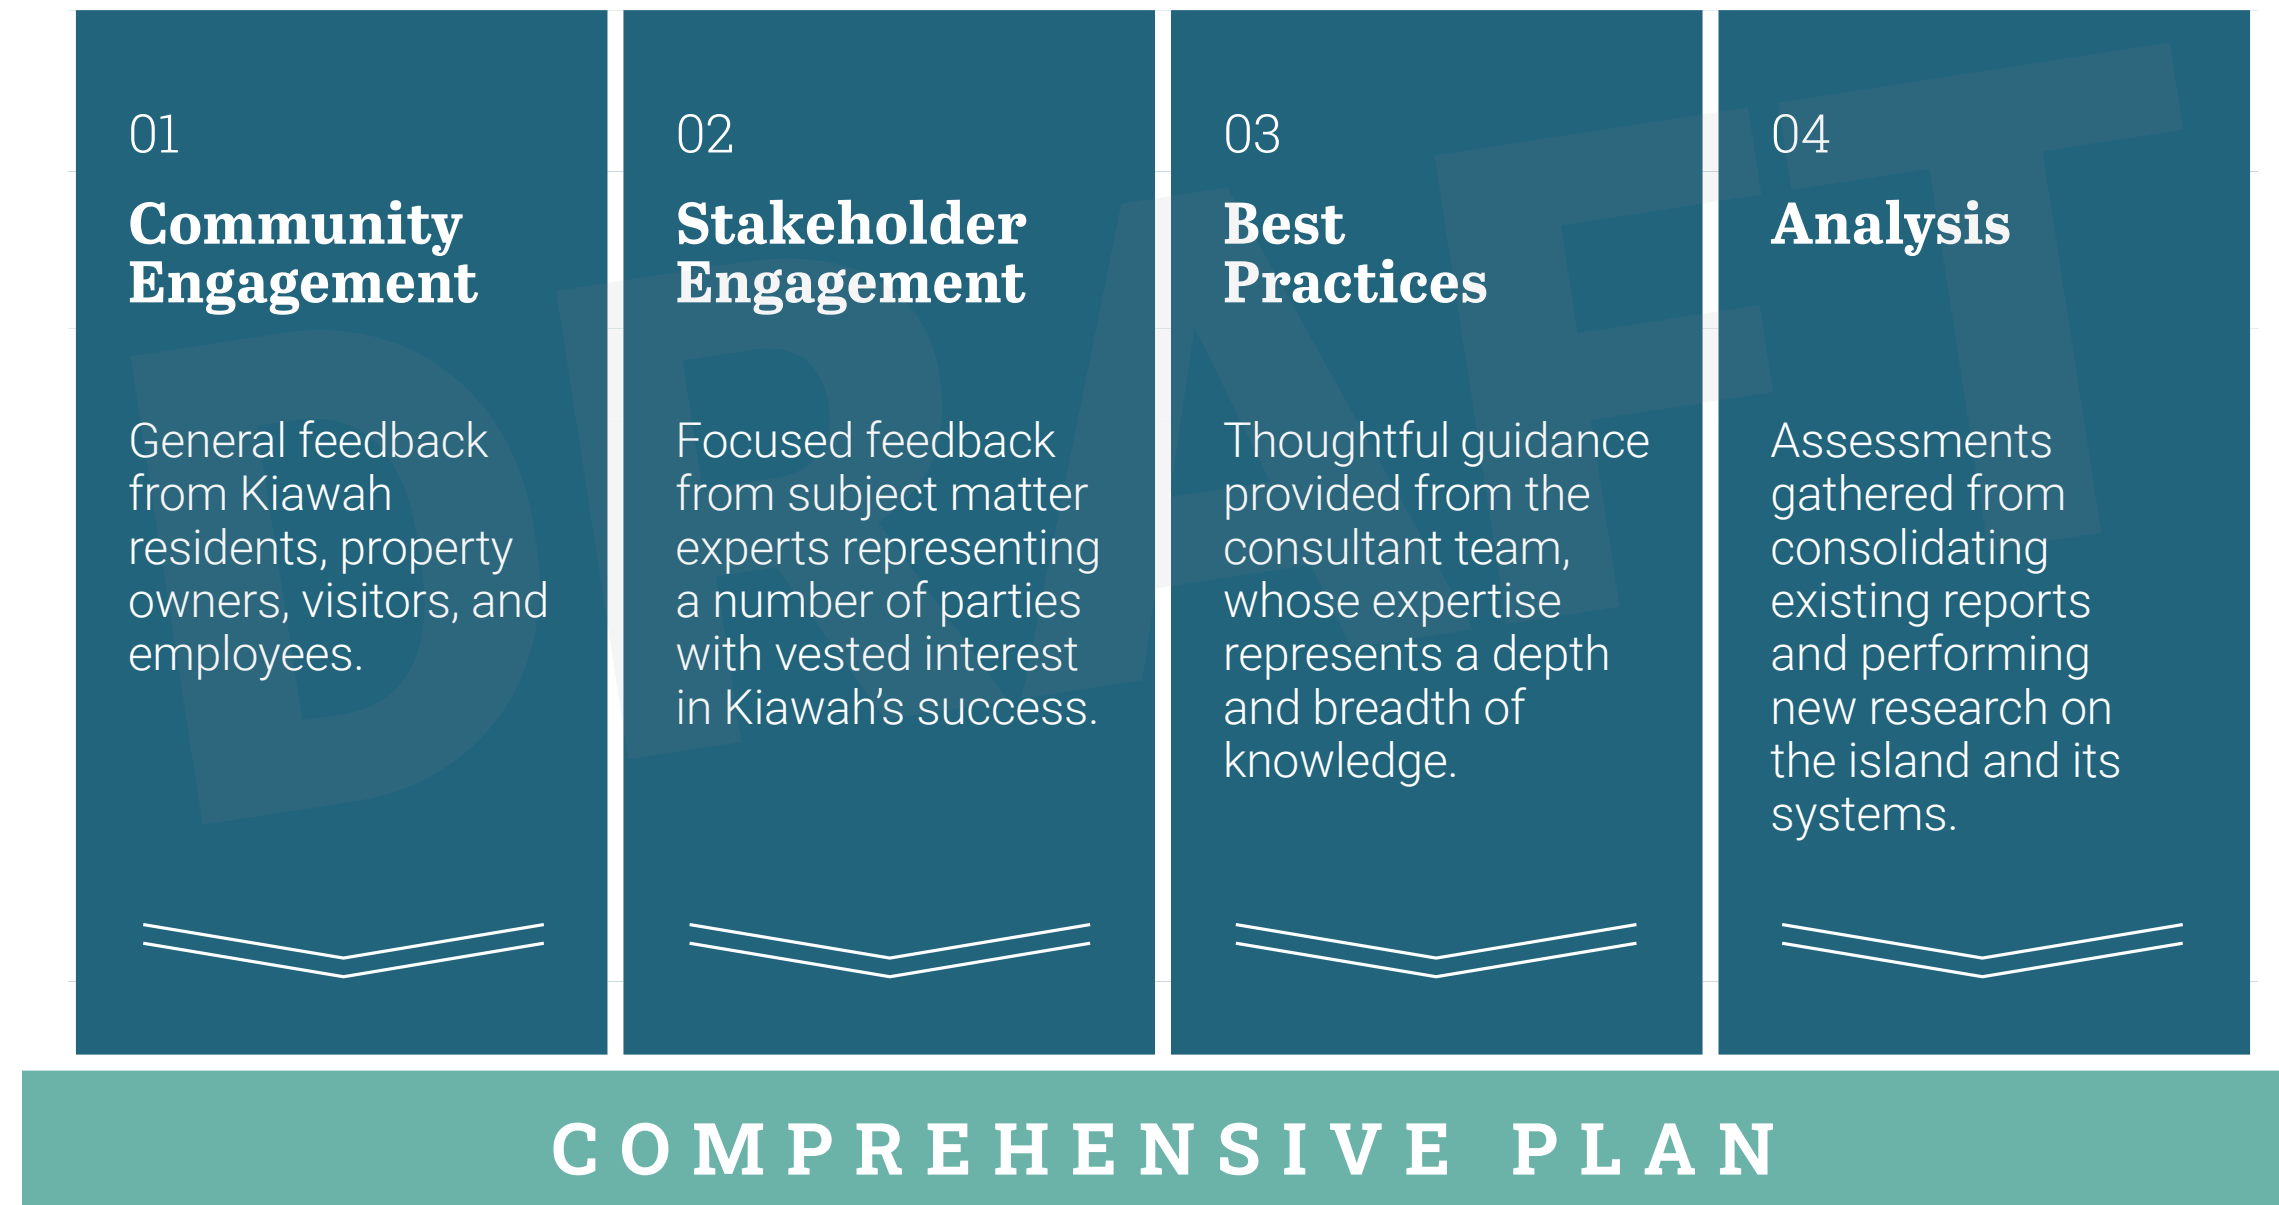 01
Community
Engagement
General feedback
from Kiawah
residents, property
owners, visitors, and
employees.
02
Stakeholder
Engagement
Focused feedback
from subject matter
experts representing
a number of parties
with vested interest
in Kiawah’s success.
03
Best
Practices
Thoughtful guidance
provided from the
consultant team,
whose expertise
represents a depth
and breadth of
knowledge.
04
Analysis
Assessments
gathered from
consolidating
existing reports
and performing
new research on
the island and its
systems.
DRAFT
COMPREHENSIVE PLAN